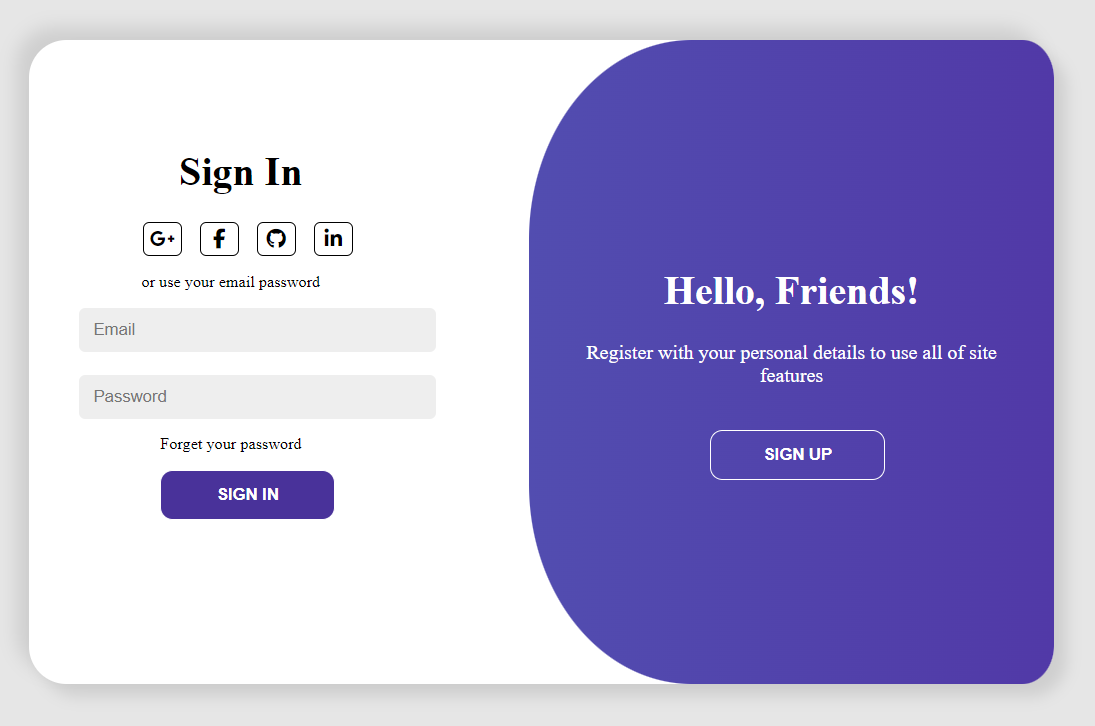 Sign In
G+ f in
or use your email password
Email
Password
Forget your password
SIGN IN
Hello, Friends!
Register with your personal details to use all of site
features
SIGN UP